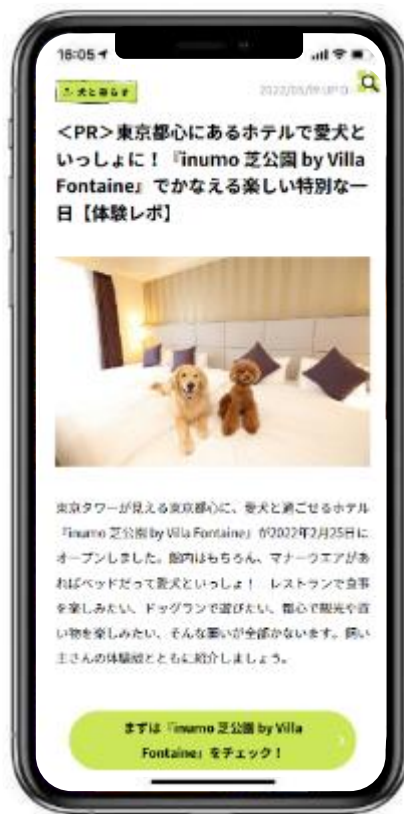 16:05
犬と暮らす
2022/05/19 UP
＜PR＞東京都心にあるホテルで愛犬と
いっしょに！『inumo 芝公園 by Villa
Fontaine』でかなえる楽しい特別な一
日【体験レポ】
東京タワーが見える東京都心に、愛犬と過ごせるホテル
『inumo 芝公園 by Villa Fontaine』が2022年2月25日に
オープンしました。館内はもちろん、マナーウエアがあ
ればベッドだって愛犬といっしょ！　レストランで食事
を楽しみたい、ドッグランで遊びたい、都心で観光や買
い物を楽しみたい、そんな願いが全部かないます。飼い
主さんの体験談とともに紹介しましょう。
まずは『inumo 芝公園 by Villa
Fontaine』をチェック！